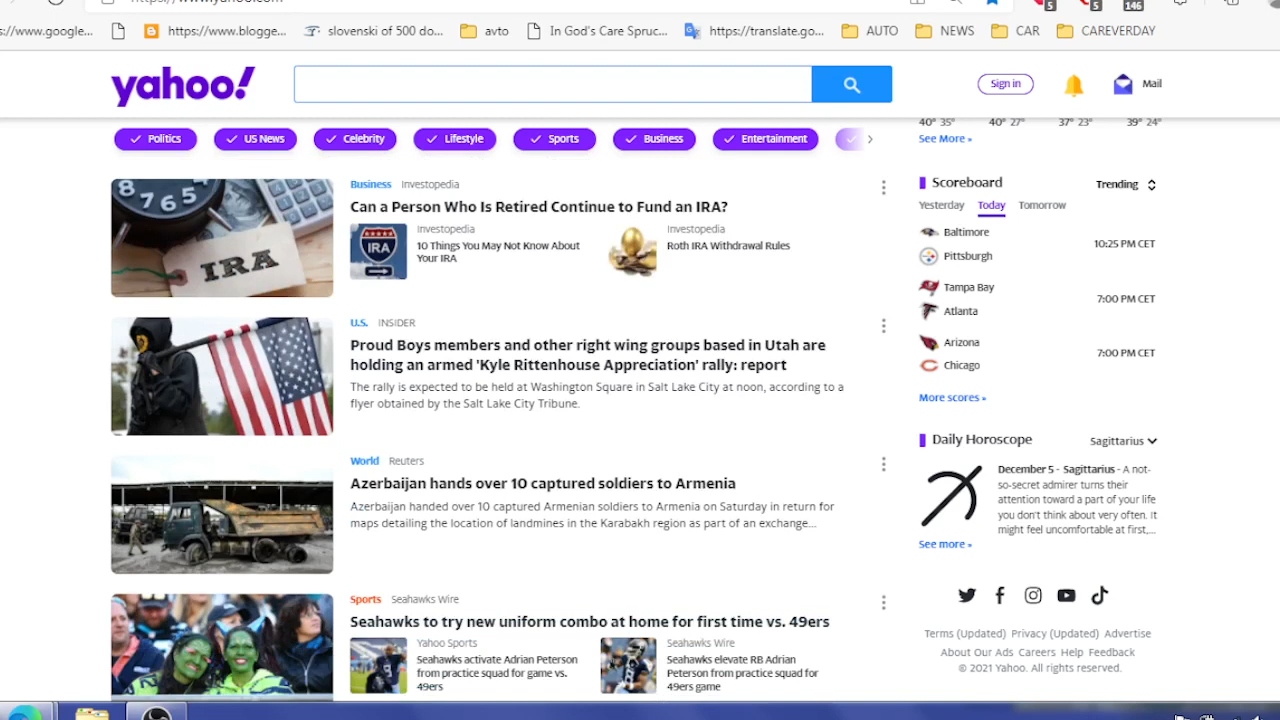 5 5 146
s://www.google... https://www.blogge... slovenski of 500 do... avto In God's Care Spruc... https://translate.go... AUTO NEWS CAR CAREVERDAY
yahoo! Sign in Mail
40° 35° 40° 27° 37° 23° 39° 24°
Politics US News Celebrity Lifestyle Sports Business Entertainment
See More »
Business Investopedia
Can a Person Who Is Retired Continue to Fund an IRA?
Investopedia
10 Things You May Not Know About
Your IRA
Investopedia
Roth IRA Withdrawal Rules
8 7 6 5
IRA
IRA
U.S. INSIDER
Proud Boys members and other right wing groups based in Utah are
holding an armed 'Kyle Rittenhouse Appreciation' rally: report
The rally is expected to be held at Washington Square in Salt Lake City at noon, according to a
flyer obtained by the Salt Lake City Tribune.
World Reuters
Azerbaijan hands over 10 captured soldiers to Armenia
Azerbaijan handed over 10 captured Armenian soldiers to Armenia on Saturday in return for
maps detailing the location of landmines in the Karabakh region as part of an exchange...
Sports Seahawks Wire
Seahawks to try new uniform combo at home for first time vs. 49ers
Yahoo Sports
Seahawks activate Adrian Peterson
from practice squad for game vs.
49ers
Seahawks Wire
Seahawks elevate RB Adrian
Peterson from practice squad for
49ers game
Scoreboard Trending
Yesterday Today Tomorrow
Baltimore
10:25 PM CET
Pittsburgh
Tampa Bay
7:00 PM CET
Atlanta
Arizona
7:00 PM CET
Chicago
More scores »
Daily Horoscope Sagittarius
December 5 - Sagittarius - A not-
so-secret admirer turns their
attention toward a part of your life
you don't think about very often. It
might feel uncomfortable at first,...
See more »
Terms (Updated) Privacy (Updated) Advertise
About Our Ads Careers Help Feedback
© 2021 Yahoo. All rights reserved.